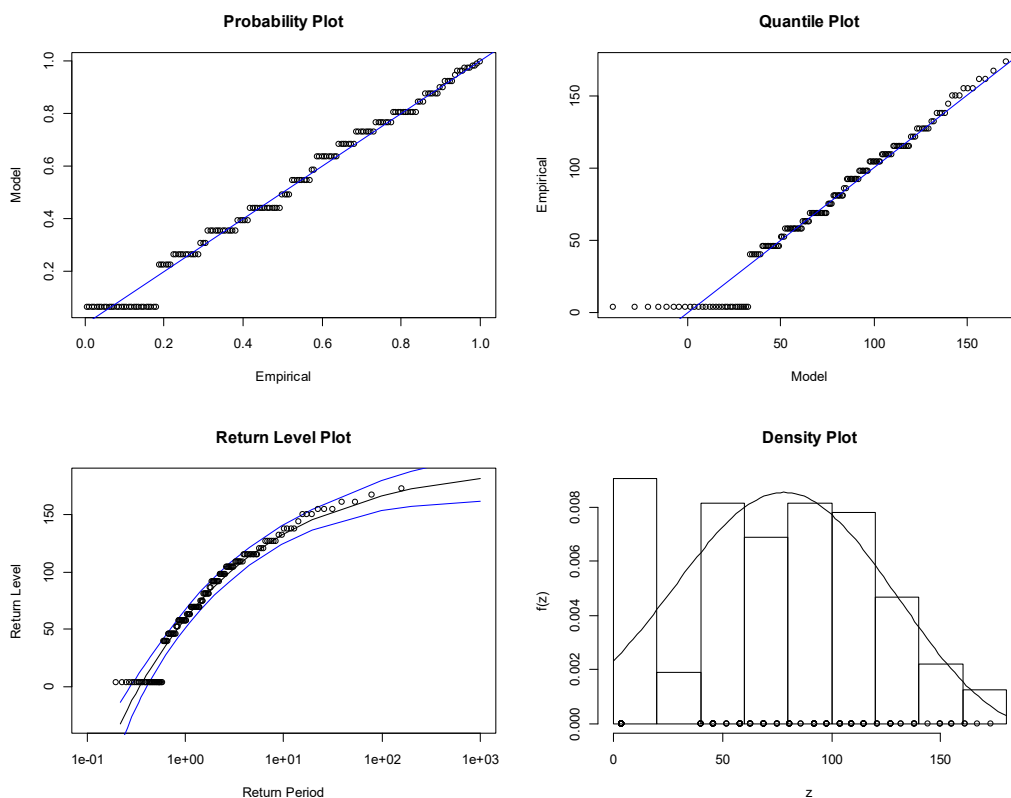 Probability Plot
Model
0.2
0.4
0.6
0.8
1.0
0.0 0.2 0.4 0.6 0.8 1.0
Empirical
Quantile Plot
Empirical
0
50
100
150
0 50 100 150
Model
Return Level Plot
Return Level
0
50
100
150
1e-01 1e+00 1e+01 1e+02 1e+03
Return Period
Density Plot
f(z)
0.000
0.002
0.004
0.006
0.008
0 50 100 150
z